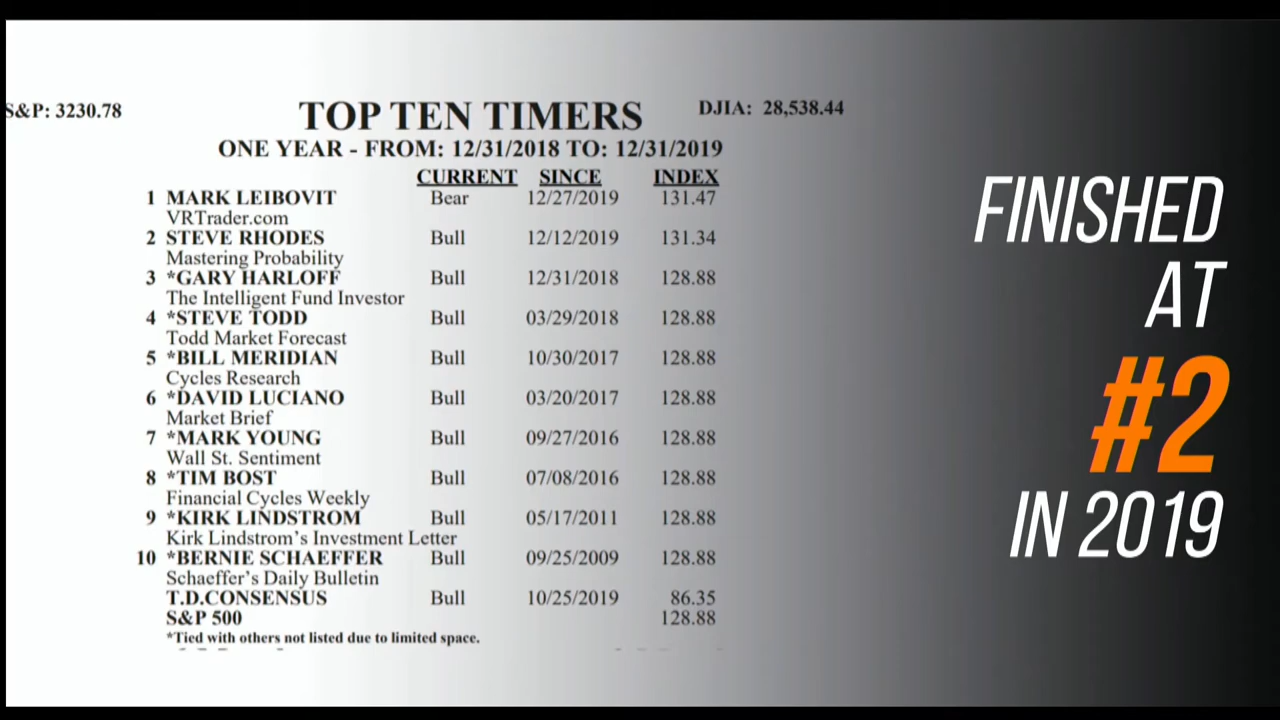 S&P: 3230.78
TOP TEN TIMERS
DJIA: 28,538.44
ONE YEAR - FROM: 12/31/2018 TO: 12/31/2019
CURRENT SINCE INDEX
1 MARK LEIBOVIT Bear 12/27/2019 131.47
VRTrader.com
2 STEVE RHODES Bull 12/12/2019 131.34
Mastering Probability
3 *GARY HARLOFF Bull 12/31/2018 128.88
The Intelligent Fund Investor
4 *STEVE TODD Bull 03/29/2018 128.88
Todd Market Forecast
5 *BILL MERIDIAN Bull 10/30/2017 128.88
Cycles Research
6 *DAVID LUCIANO Bull 03/20/2017 128.88
Market Brief
7 *MARK YOUNG Bull 09/27/2016 128.88
Wall St. Sentiment
8 *TIM BOST Bull 07/08/2016 128.88
Financial Cycles Weekly
9 *KIRK LINDSTROM Bull 05/17/2011 128.88
Kirk Lindstrom's Investment Letter
10 *BERNIE SCHAEFFER Bull 09/25/2009 128.88
Schaeffer's Daily Bulletin
T.D.CONSENSUS Bull 10/25/2019 86.35
S&P 500 128.88
*Tied with others not listed due to limited space.
FINISHED
AT
#2
IN 2019